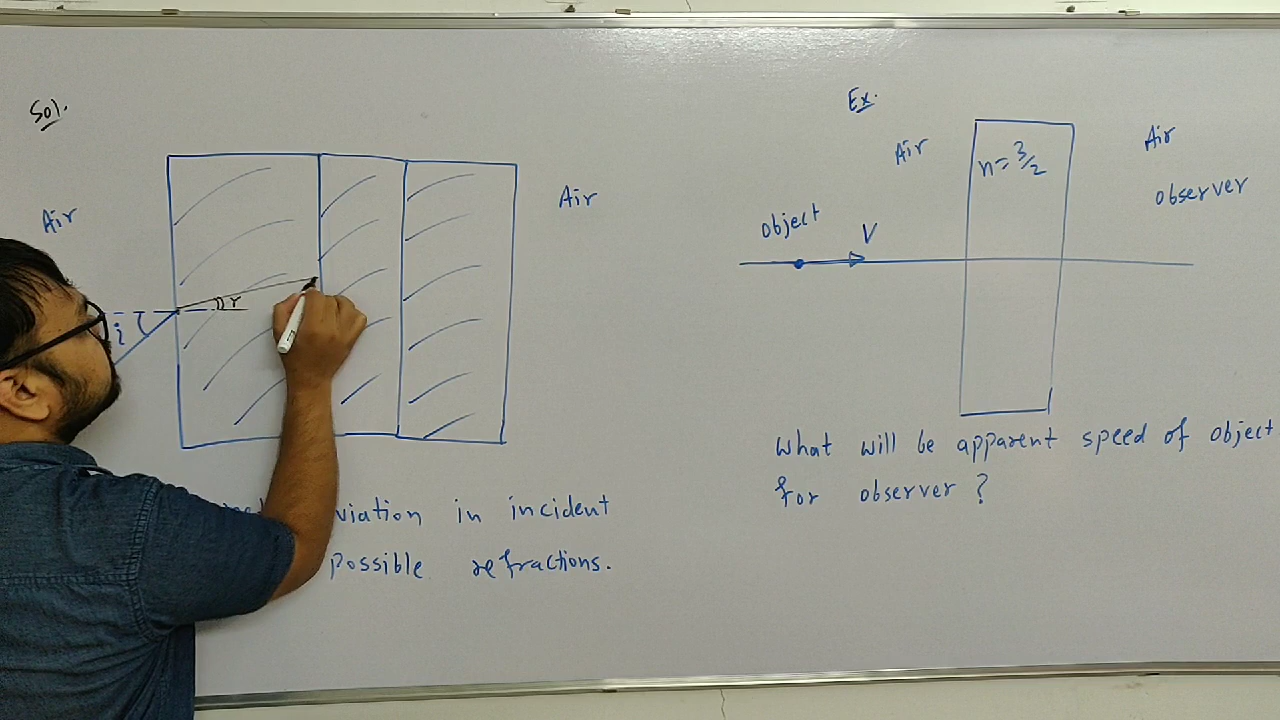 Sol.
Air
Air
i
r
viation in incident
possible refractions.
Ex.
Air
n = 3/2
Air
observer
object
V
What will be apparent speed of object
for observer ?